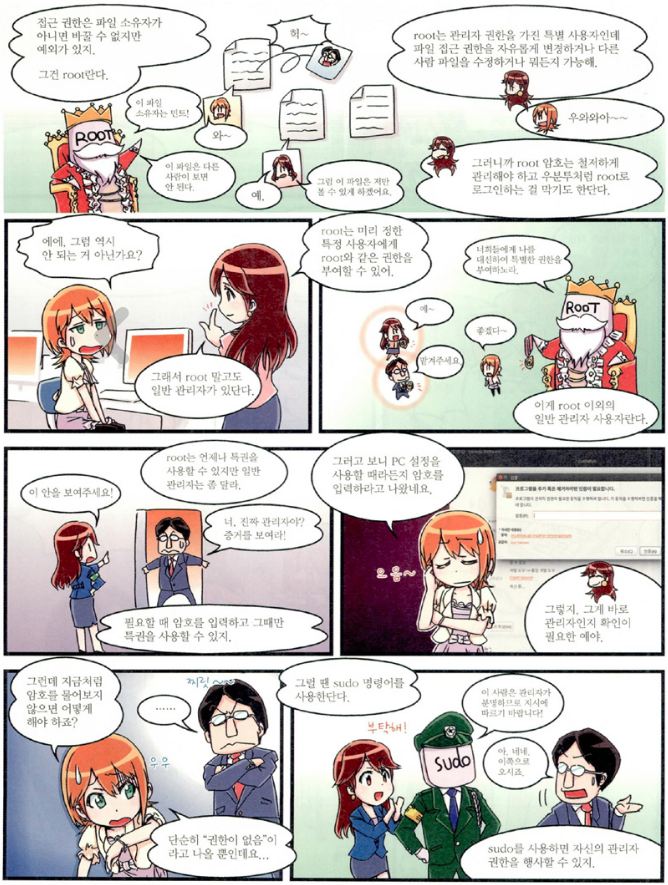 접근 권한은 파일 소유자가
아니면 바꿀 수 없지만
예외가 있지.
그건 root란다.
허~
root는 관리자 권한을 가진 특별 사용자인데
파일 접근 권한을 자유롭게 변경하거나 다른
사람 파일을 수정하거나 뭐든지 가능해.
우와와아~~~
이 파일
소유자는 민트!
와~
ROOT
이 파일은 다른
사람이 보면
안 된다.
예.
그럼 이 파일은 저만
볼 수 있게 하겠어요.
그러니까 root 암호는 철저하게
관리해야 하고 우분투처럼 root로
로그인하는 걸 막기도 한단다.
에에, 그럼 역시
안 되는 거 아닌가요?
그래서 root 말고도
일반 관리자가 있단다.
root는 미리 정한
특정 사용자에게
root와 같은 권한을
부여할 수 있어.
너희들에게 나를
대신하여 특별한 권한을
부여하노라.
예~
좋겠다~
맡겨주세요.
ROOT
이게 root 이외의
일반 관리자 사용자란다.
이 안을 보여주세요!
root는 언제나 특권을
사용할 수 있지만 일반
관리자는 좀 달라.
너, 진짜 관리자야?
증거를 보여라!
필요할 때 암호를 입력하고 그때만
특권을 사용할 수 있지.
그러고 보니 PC 설정을
사용할 때라든지 암호를
입력하라고 나왔네요.
으음~
그렇지. 그게 바로
관리자인지 확인이
필요한 예야.
그런데 지금처럼
암호를 물어보지
않으면 어떻게
해야 하죠?
찌릿~
……
우우
단순히 “권한이 없음”이
라고 나올 뿐인데요…
그럴 땐 sudo 명령어를
사용한단다.
부탁해!
sudo
이 사람은 관리자가
분명하므로 지시에
따르기 바랍니다!
아, 네네.
이쪽으로
오시죠.
sudo를 사용하면 자신의 관리자
권한을 행사할 수 있지.